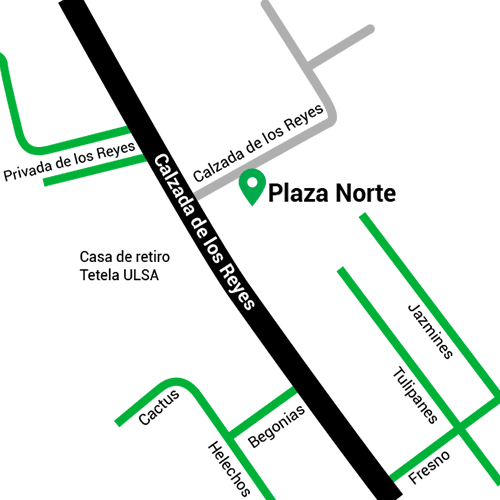 Calzada de los Reyes
Privada de los Reyes
Calzada de los Reyes
Plaza Norte
Casa de retiro
Tetela ULSA
Jazmines
Tulipanes
Cactus
Begonias
Helechos
Fresno